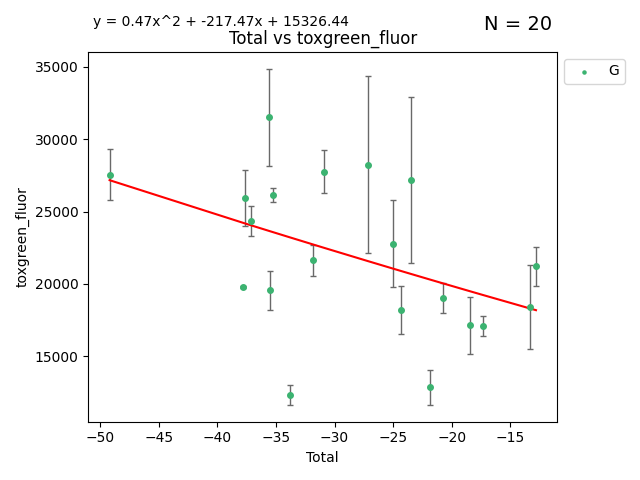 y = 0.47x^2 + -217.47x + 15326.44
N = 20
Total vs toxgreen_fluor
G
35000
30000
25000
20000
15000
toxgreen_fluor
−50 −45 −40 −35 −30 −25 −20 −15
Total